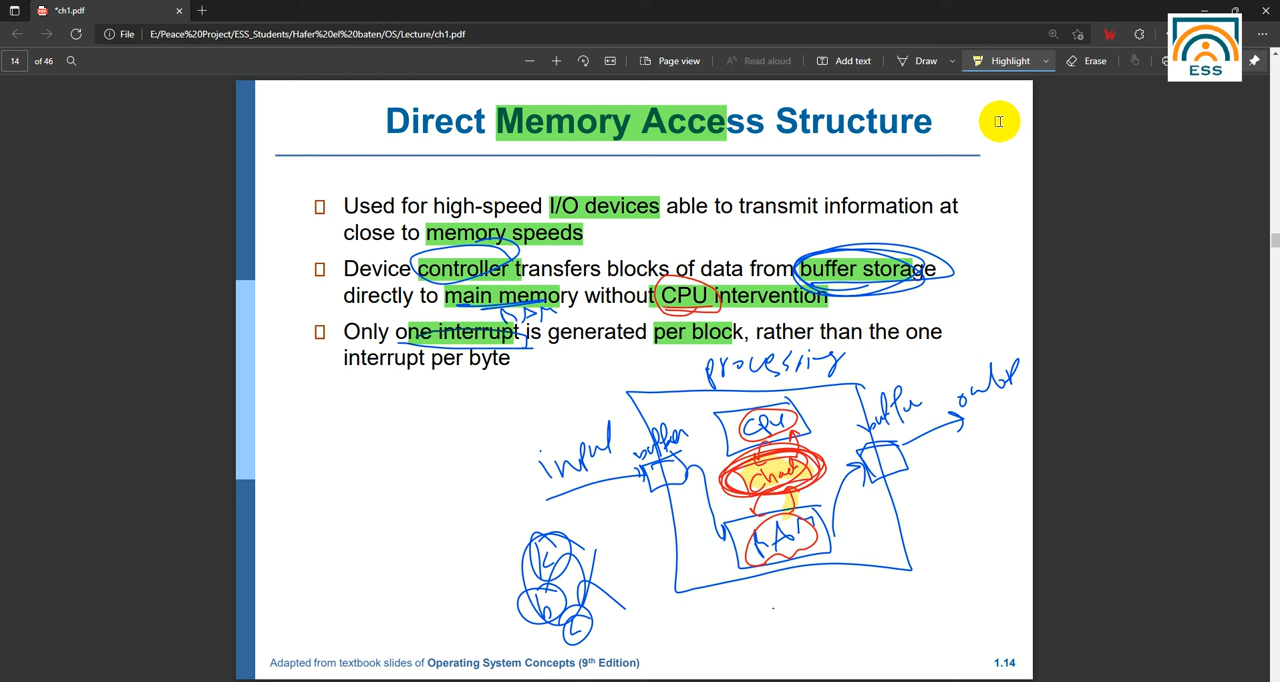 *ch1.pdf
File
E:/Peace%20Project/ESS_Students/Hafer%20el%20baten/OS/Lecture/ch1.pdf
14 of 46
Page view
Read aloud
Add text
Draw
Highlight
Erase
ESS
Direct Memory Access Structure
Used for high-speed I/O devices able to transmit information at
close to memory speeds
Device controller transfers blocks of data from buffer storage
directly to main memory without CPU intervention
RAM
Only one interrupt is generated per block, rather than the one
interrupt per byte
processing
input
buffer
CPU
RAM
buffer
Adapted from textbook slides of Operating System Concepts (9th Edition)
1.14